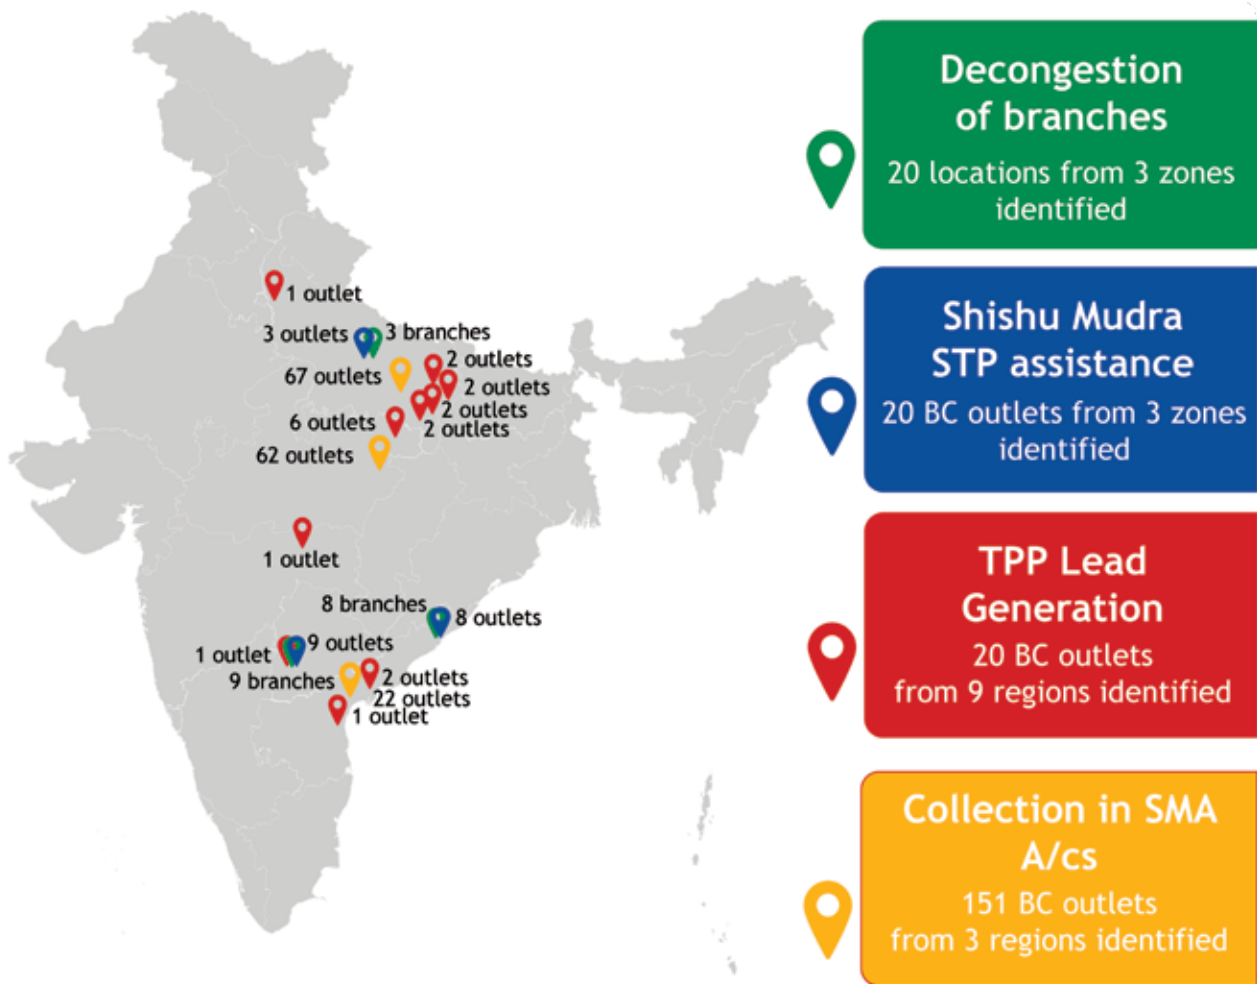 1 outlet
3 outlets
3 branches
2 outlets
67 outlets
2 outlets
2 outlets
6 outlets
2 outlets
62 outlets
1 outlet
8 branches
8 outlets
9 outlets
1 outlet
9 branches
2 outlets
22 outlets
1 outlet
Decongestion
of branches
20 locations from 3 zones
identified
Shishu Mudra
STP assistance
20 BC outlets from 3 zones
identified
TPP Lead
Generation
20 BC outlets
from 9 regions identified
Collection in SMA
A/cs
151 BC outlets
from 3 regions identified